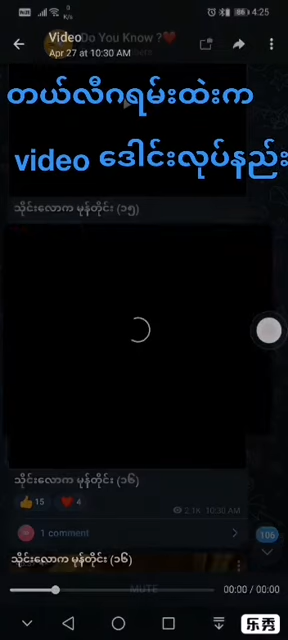 4:25
Video Do You Know ?❤️
Apr 27 at 10:30 AM
တယ်လီဂရမ်းထဲးက
video ဒေါင်းလုပ်နည်း
သိုင်းလောက မုန်တိုင်း (၁၅)
သိုင်းလောက မုန်တိုင်း (၁၆)
👍 15 ❤️ 4
2.1K 10:30 AM
1 comment
106
သိုင်းလောက မုန်တိုင်း (၁၆)
MUTE
00:00 / 00:00
乐秀